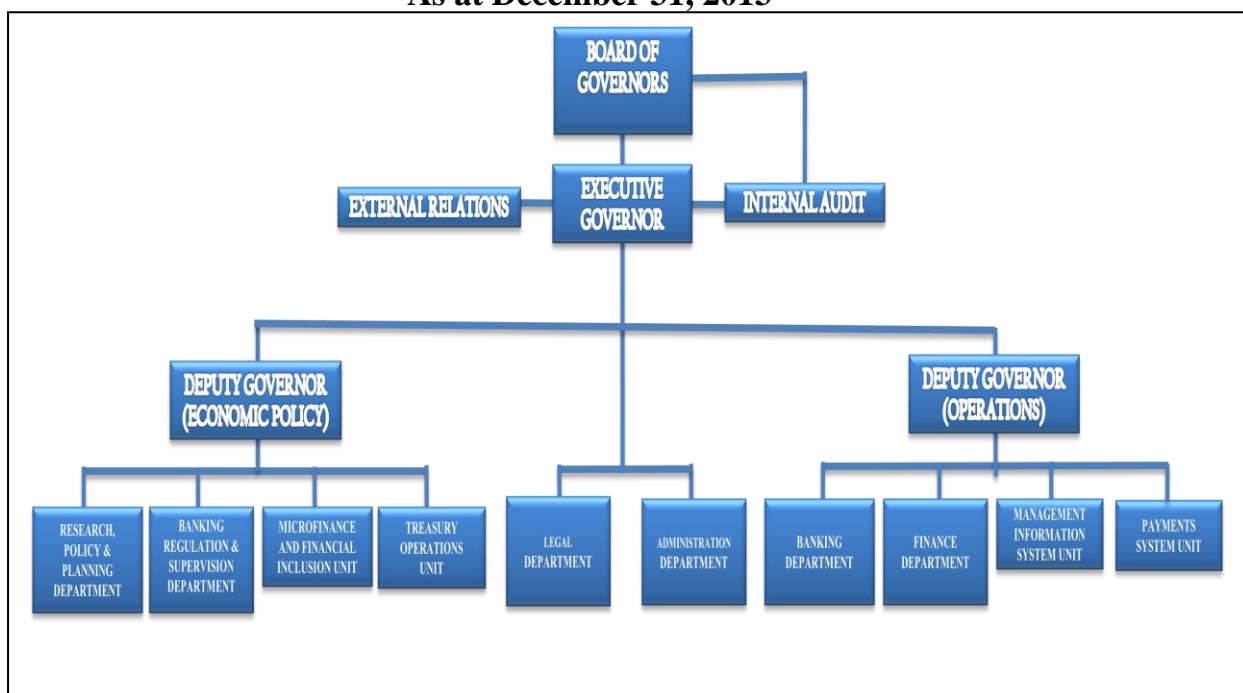 As at December 31, 2013
BOARD OF
GOVERNORS
EXTERNAL RELATIONS
EXECUTIVE
GOVERNOR
INTERNAL AUDIT
DEPUTY GOVERNOR
(ECONOMIC POLICY)
DEPUTY GOVERNOR
(OPERATIONS)
RESEARCH,
POLICY &
PLANNING
DEPARTMENT
BANKING
REGULATION &
SUPERVISION
DEPARTMENT
MICROFINANCE
AND FINANCIAL
INCLUSION UNIT
TREASURY
OPERATIONS
UNIT
LEGAL
DEPARTMENT
ADMINISTRATION
DEPARTMENT
BANKING
DEPARTMENT
FINANCE
DEPARTMENT
MANAGEMENT
INFORMATION
SYSTEM UNIT
PAYMENTS
SYSTEM UNIT